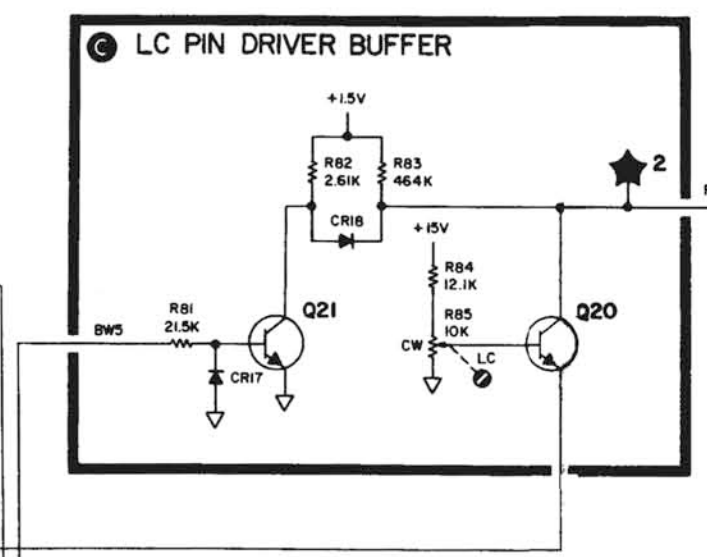 C LC PIN DRIVER BUFFER
+1.5V
R82
2.61K
R83
464K
2
CR18
+15V
R84
12.1K
R81
21.5K
Q21
R85
10K
Q20
BW5
CW
LC
CR17